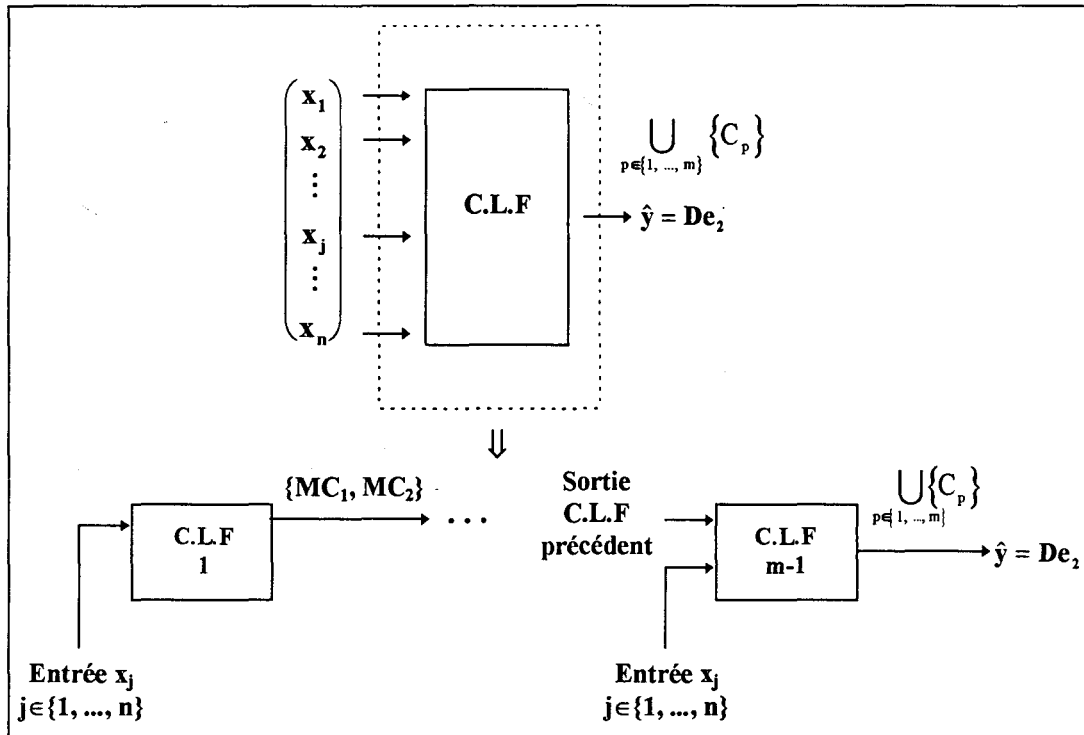 x₁
x₂
⋮
xⱼ
⋮
xₙ
C.L.F
⋃ {Cₚ}
p∈{1, ..., m}
ŷ = De₂
⇓
{MC₁, MC₂}
C.L.F
1
Entrée xⱼ
j∈{1, ..., n}
...
Sortie
C.L.F
précédent
C.L.F
m-1
Entrée xⱼ
j∈{1, ..., n}
⋃{Cₚ}
p∈{1, ..., m}
ŷ = De₂